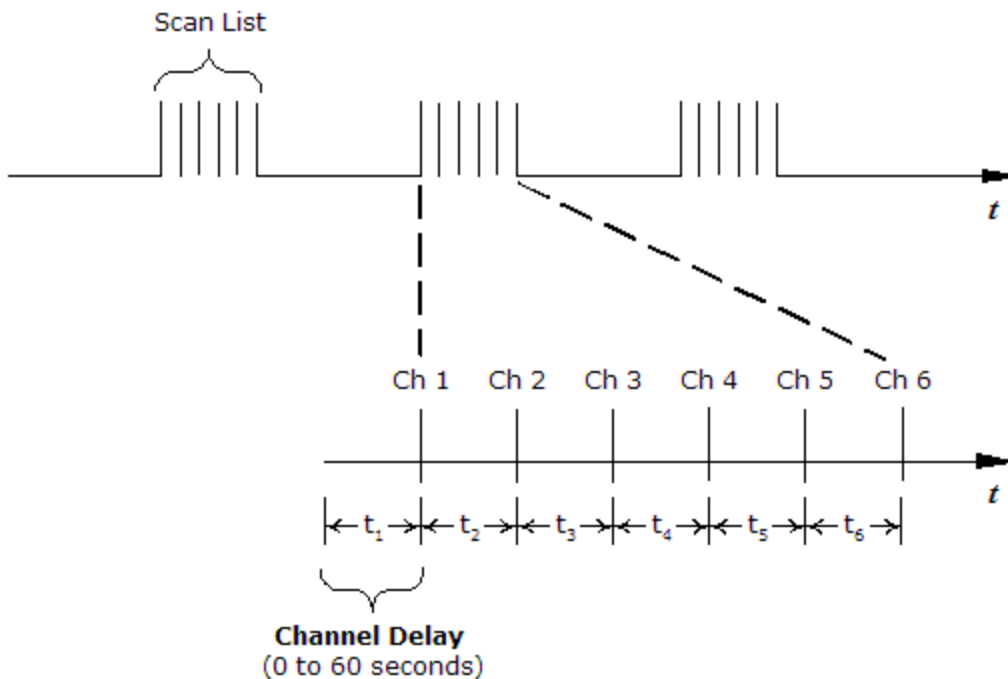 Scan List
t
Ch 1 Ch 2 Ch 3 Ch 4 Ch 5 Ch 6
t
t₁ t₂ t₃ t₄ t₅ t₆
Channel Delay
(0 to 60 seconds)